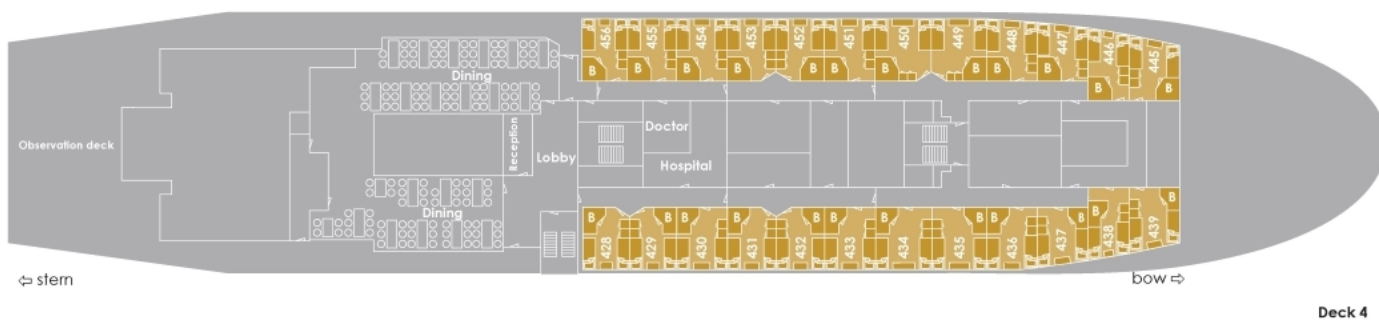 456
455
454
453
452
451
450
449
448
447
446
445
B
B
B
B
B
B
B
B
B
B
B
Dining
Observation deck
Reception
Lobby
Doctor
Hospital
Dining
B
B
B
B
B
B
B
B
B
B
B
B
428
429
430
431
432
433
434
435
436
437
438
439
⇦ stern
bow ⇨
Deck 4